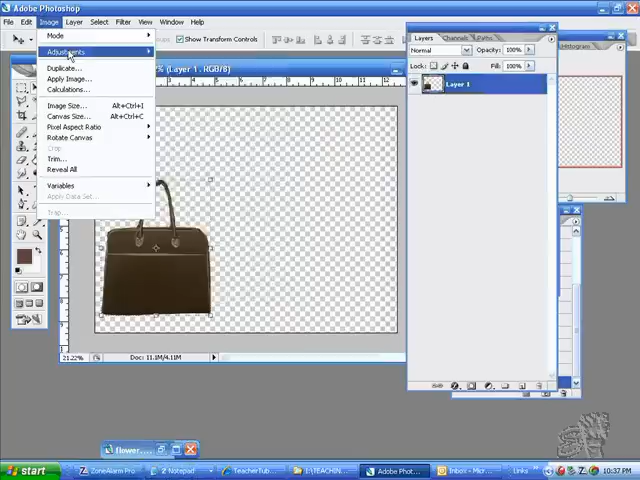 Adobe Photoshop
Edit Image Layer Select Filter View Window Help
Show Transform Controls
Mode
Adjustments
Duplicate...
Apply Image...
Calculations...
Image Size... Alt+Ctrl+I
Canvas Size... Alt+Ctrl+C
Pixel Aspect Ratio
Rotate Canvas
Crop
Trim...
Reveal All
Variables
Apply Data Set...
Trap...
(Layer 1, RGB/8)
Layers Channels Paths
Normal Opacity: 100%
Lock: Fill: 100%
Layer 1
Histogram
21.22% Doc: 11.1M/4.11M
flower....
start ZoneAlarm Pro 2 Notepad TeacherTub... I:\TEACHIN... Adobe Phot... Inbox - Micr... Links 10:37 PM